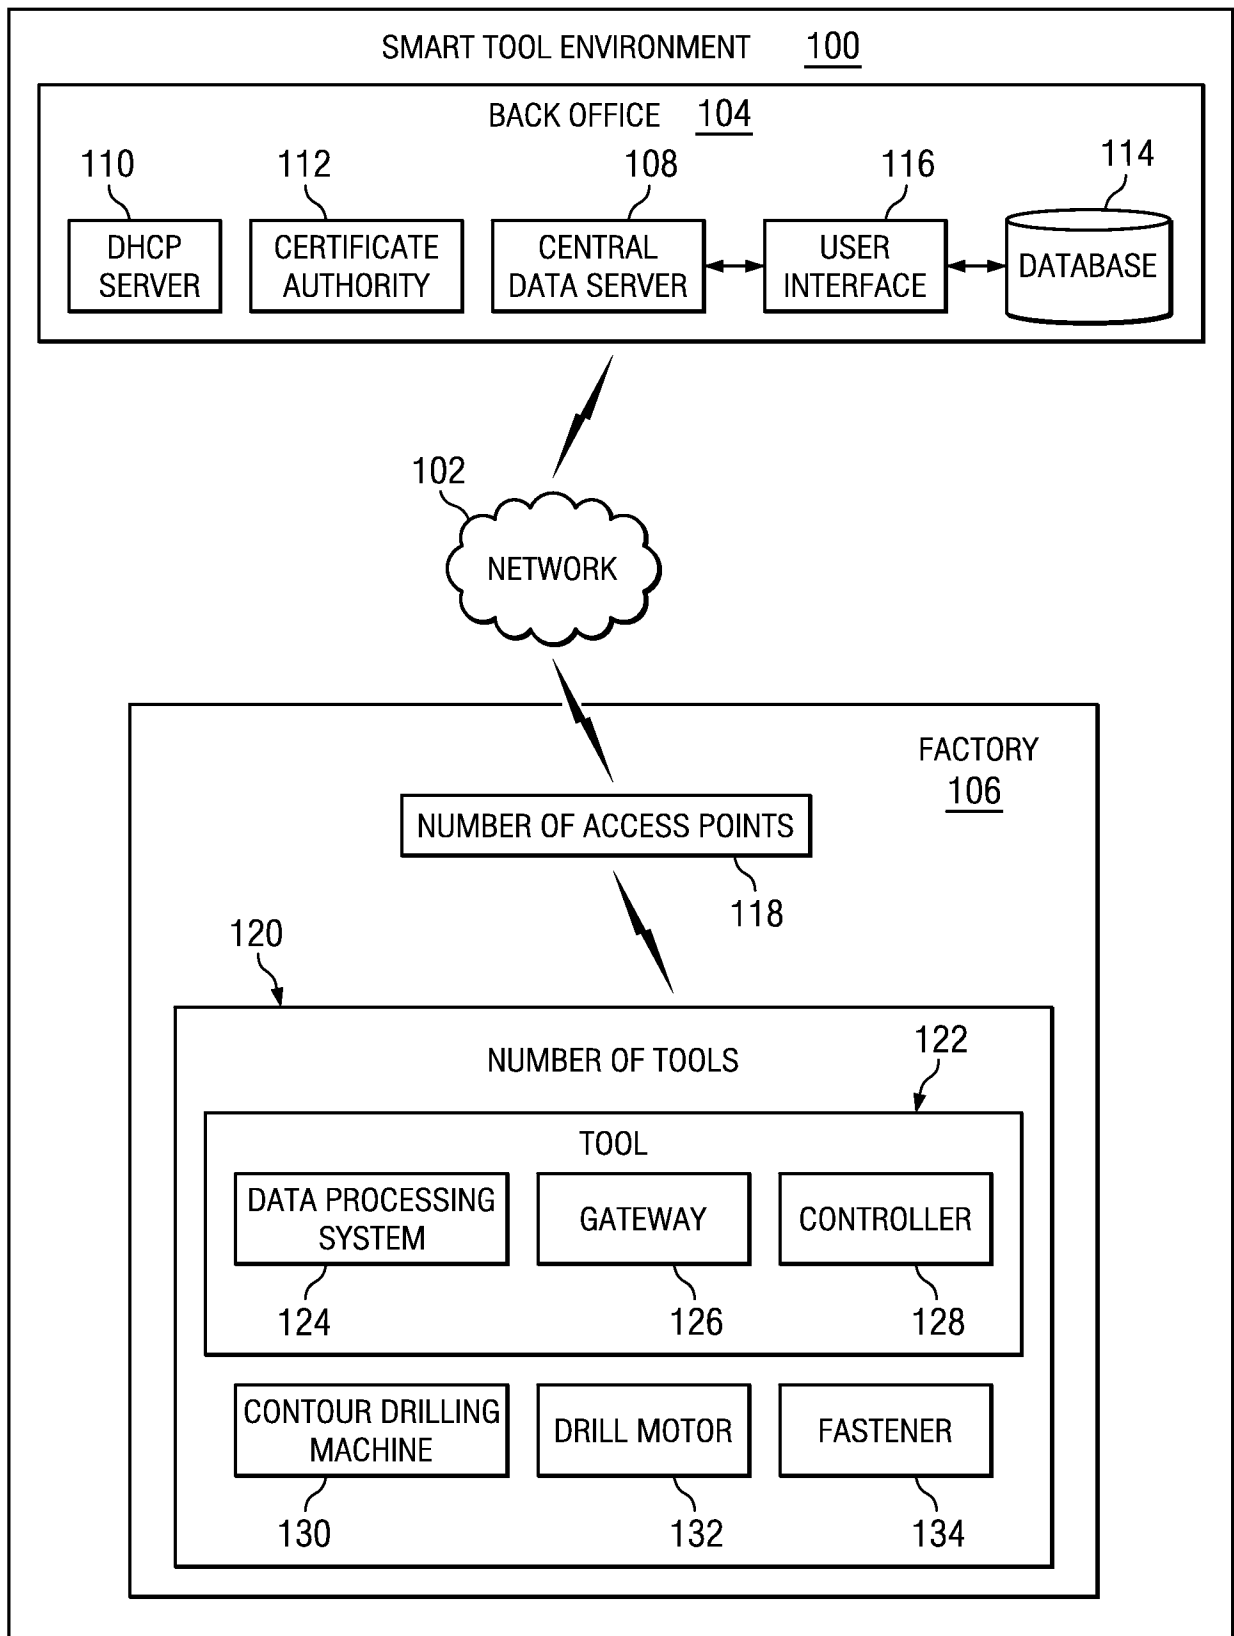 SMART TOOL ENVIRONMENT 100
BACK OFFICE 104
110 112 108 116 114
DHCP SERVER
CERTIFICATE AUTHORITY
CENTRAL DATA SERVER
USER INTERFACE
DATABASE
102
NETWORK
FACTORY
106
NUMBER OF ACCESS POINTS
118
120
NUMBER OF TOOLS
122
TOOL
DATA PROCESSING
SYSTEM
GATEWAY
CONTROLLER
124 126 128
CONTOUR DRILLING
MACHINE
DRILL MOTOR
FASTENER
130 132 134